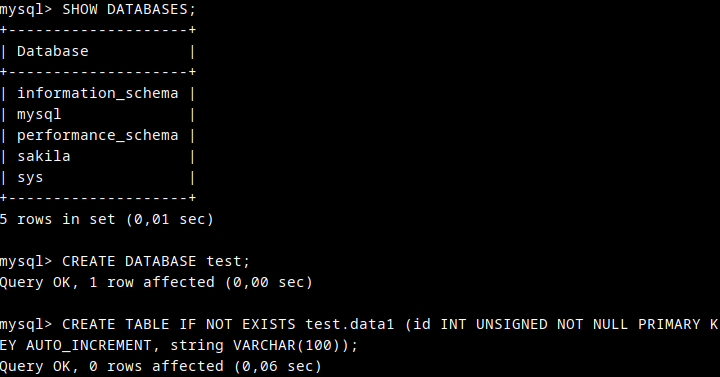 mysql> SHOW DATABASES;
+--------------------+
| Database           |
+--------------------+
| information_schema |
| mysql              |
| performance_schema |
| sakila             |
| sys                |
+--------------------+
5 rows in set (0,01 sec)

mysql> CREATE DATABASE test;
Query OK, 1 row affected (0,00 sec)

mysql> CREATE TABLE IF NOT EXISTS test.data1 (id INT UNSIGNED NOT NULL PRIMARY K
EY AUTO_INCREMENT, string VARCHAR(100));
Query OK, 0 rows affected (0,06 sec)